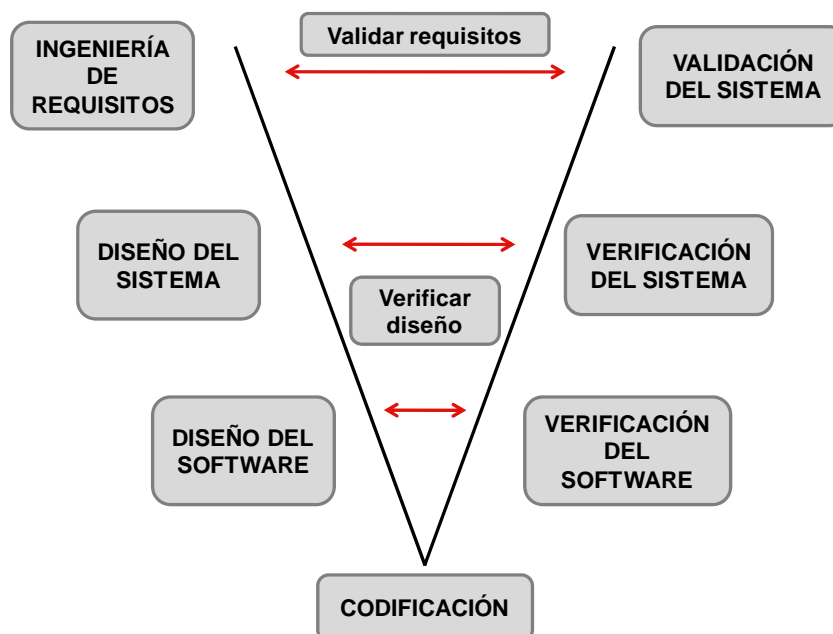 INGENIERÍA
DE
REQUISITOS
Validar requisitos
VALIDACIÓN
DEL SISTEMA
DISEÑO DEL
SISTEMA
Verificar
diseño
VERIFICACIÓN
DEL SISTEMA
DISEÑO DEL
SOFTWARE
VERIFICACIÓN
DEL
SOFTWARE
CODIFICACIÓN